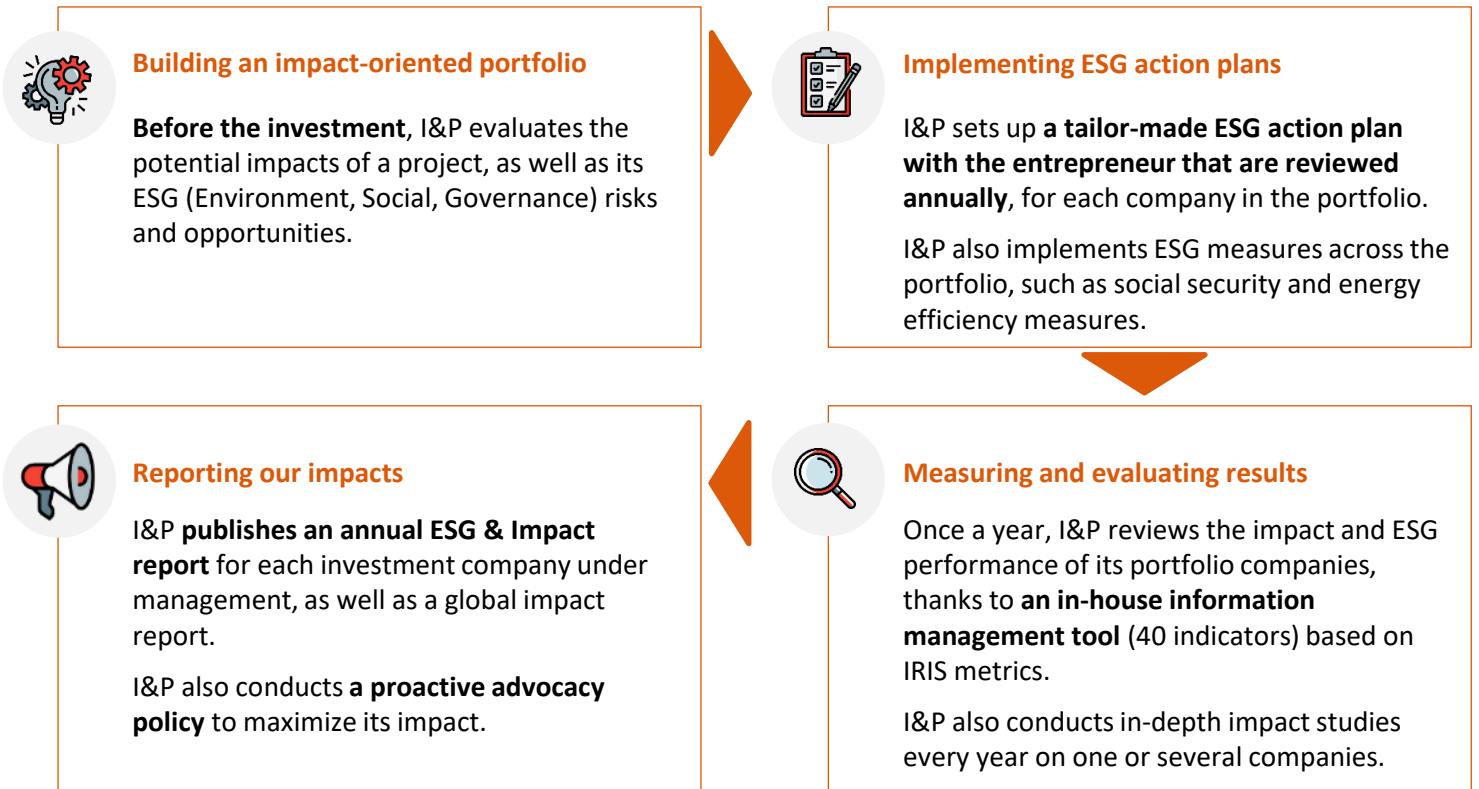 Building an impact-oriented portfolio
Before the investment, I&P evaluates the
potential impacts of a project, as well as its
ESG (Environment, Social, Governance) risks
and opportunities.
Implementing ESG action plans
I&P sets up a tailor-made ESG action plan
with the entrepreneur that are reviewed
annually, for each company in the portfolio.
I&P also implements ESG measures across the
portfolio, such as social security and energy
efficiency measures.
Measuring and evaluating results
Once a year, I&P reviews the impact and ESG
performance of its portfolio companies,
thanks to an in-house information
management tool (40 indicators) based on
IRIS metrics.
I&P also conducts in-depth impact studies
every year on one or several companies.
Reporting our impacts
I&P publishes an annual ESG & Impact
report for each investment company under
management, as well as a global impact
report.
I&P also conducts a proactive advocacy
policy to maximize its impact.